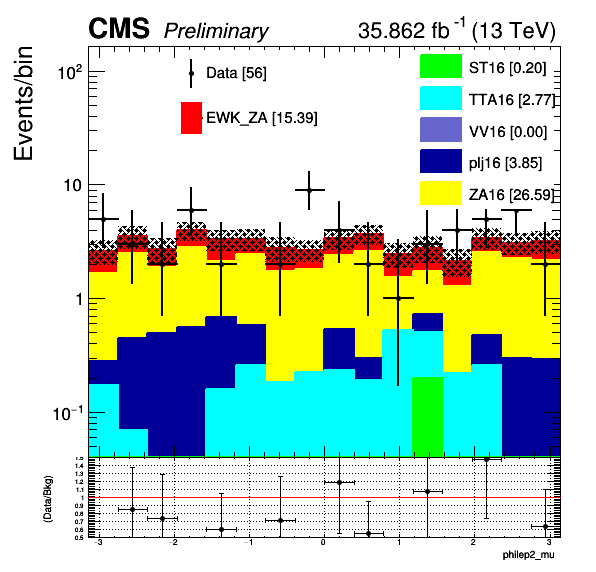 CMS Preliminary 35.862 fb⁻¹ (13 TeV)
Events/bin
10²
10
1
10⁻¹
Data [56]
EWK_ZA [15.39]
ST16 [0.20]
TTA16 [2.77]
VV16 [0.00]
plj16 [3.85]
ZA16 [26.59]
(Data/Bkg)
1.5
1.4
1.3
1.2
1.1
1
0.9
0.8
0.7
0.6
0.5
−3 −2 −1 0 1 2 3
philep2_mu